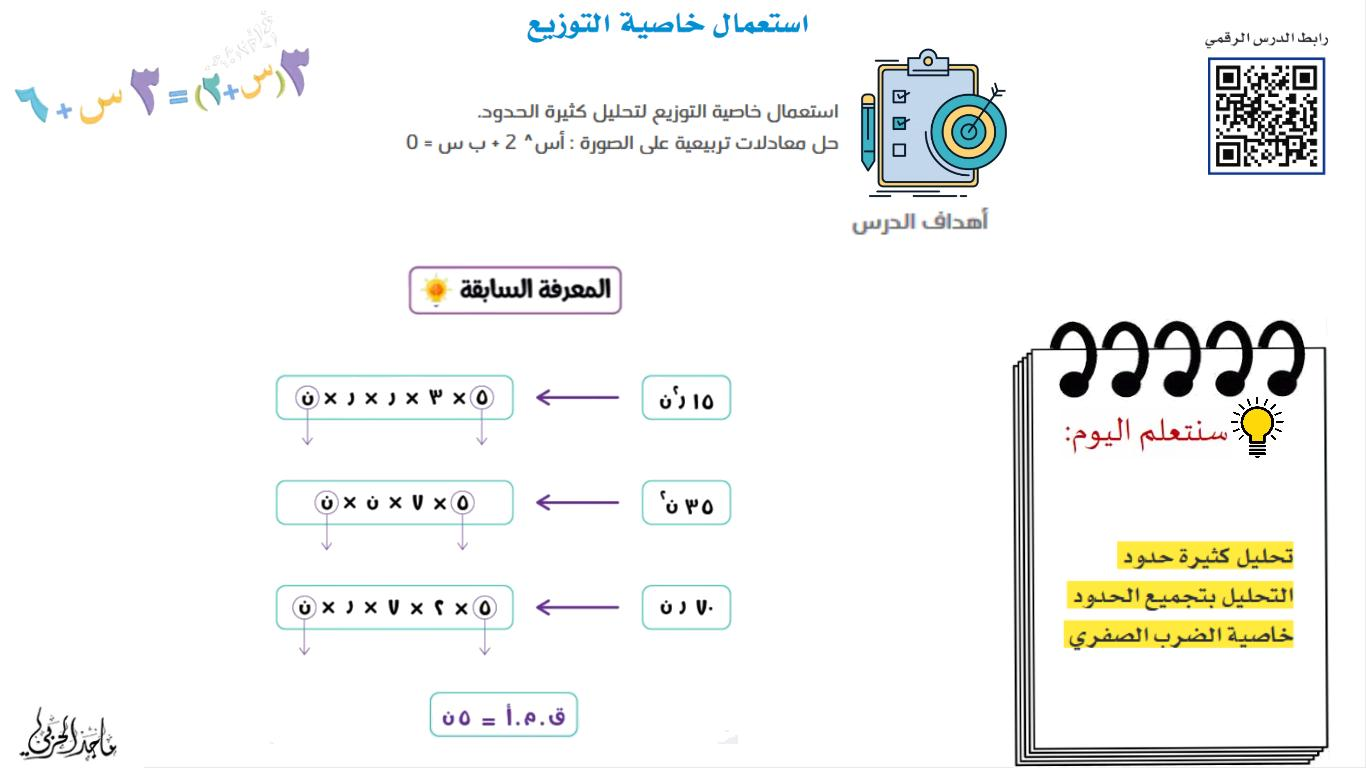 استعمال خاصية التوزيع
رابط الدرس الرقمي
٣(س+٢) = ٣ س + ٦
استعمال خاصية التوزيع لتحليل كثيرة الحدود.
حل معادلات تربيعية على الصورة : أس^ 2 + ب س = 0
أهداف الدرس
المعرفة السابقة
١٥ ر٢ ن ← ٥ × ٣ × ر × ر × ن
٣٥ ن٢ ← ٥ × ٧ × ن × ن
٧٠ ر ن ← ٥ × ٢ × ٧ × ر × ن
ق.م.أ = ٥ن
سنتعلم اليوم:
تحليل كثيرة حدود
التحليل بتجميع الحدود
خاصية الضرب الصفري